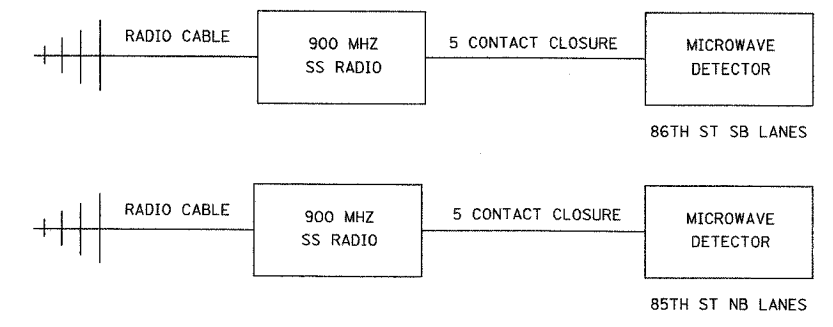 RADIO CABLE
900 MHZ
SS RADIO
5 CONTACT CLOSURE
MICROWAVE
DETECTOR
86TH ST SB LANES
RADIO CABLE
900 MHZ
SS RADIO
5 CONTACT CLOSURE
MICROWAVE
DETECTOR
85TH ST NB LANES